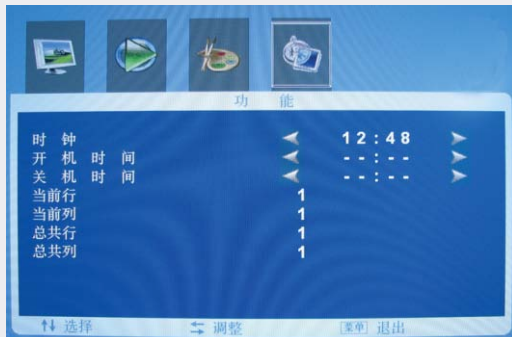 功 能
时 钟 12:48
开 机 时 间 --:--
关 机 时 间 --:--
当前行 1
当前列 1
总共行 1
总共列 1
选择 调整 菜单 退出